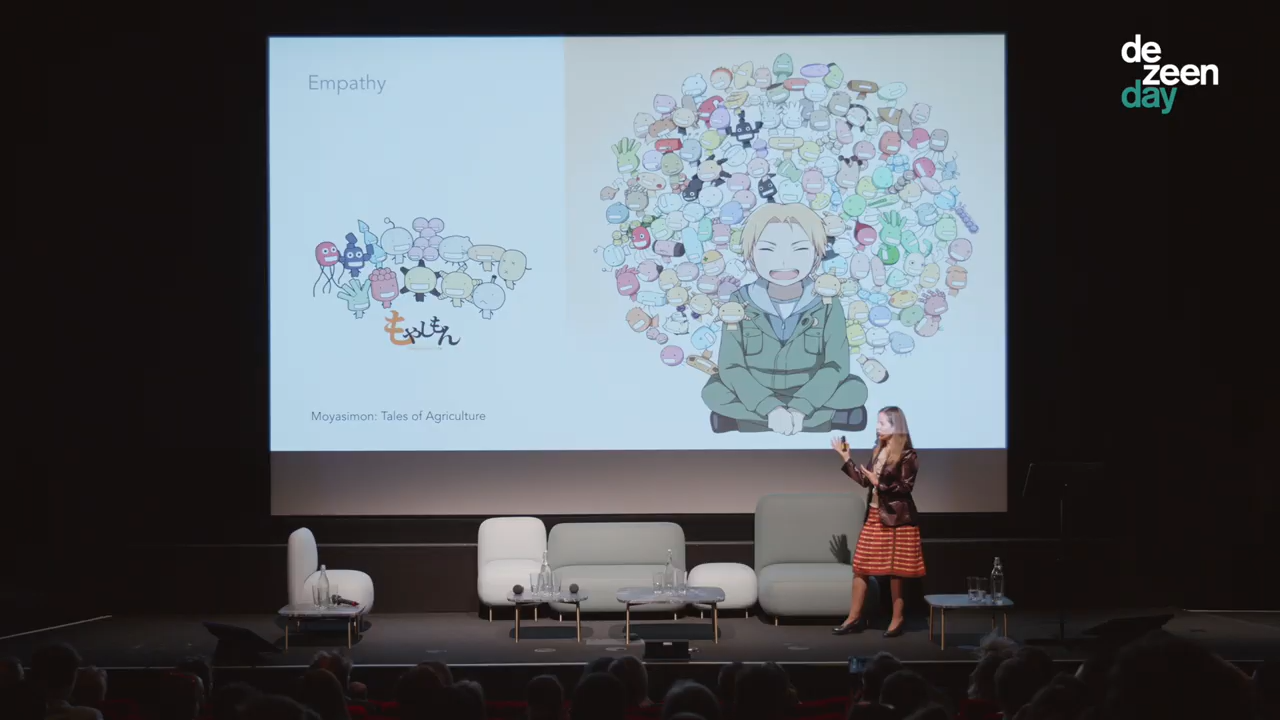 de
zeen
day
Empathy
もやしもん
Moyasimon: Tales of Agriculture